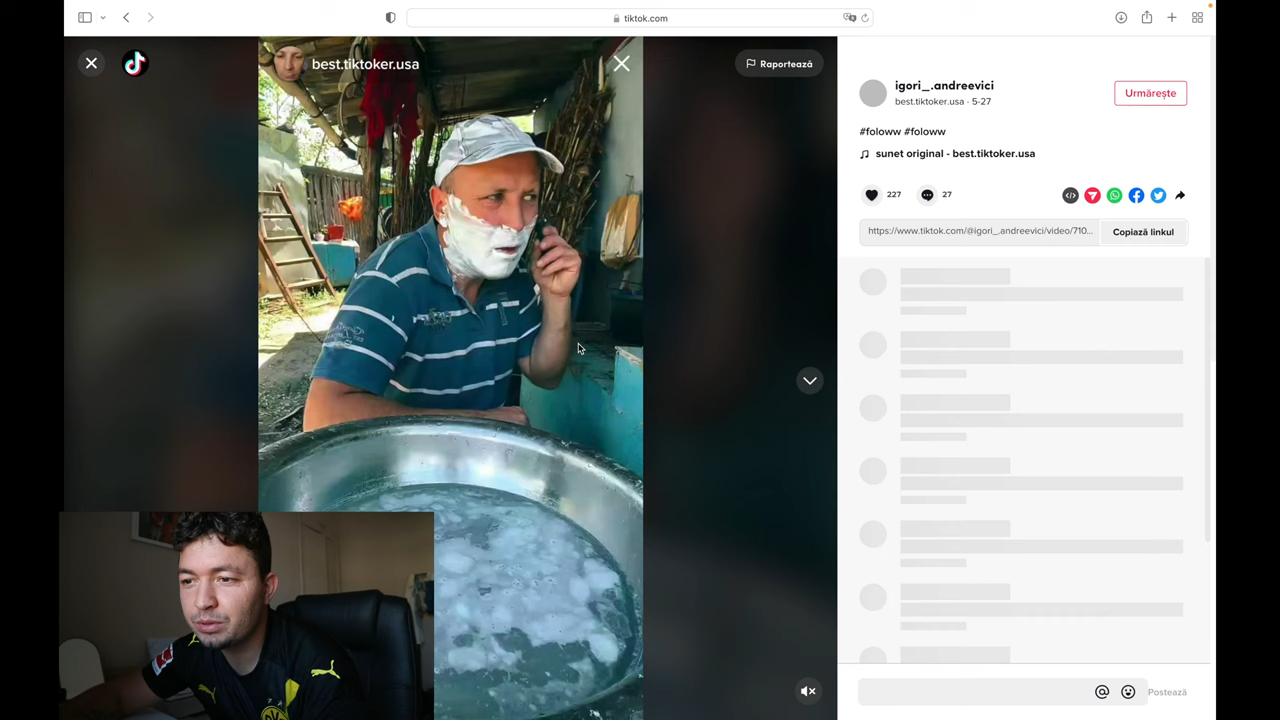 tiktok.com
best.tiktoker.usa
Raportează
igori_.andreevici
best.tiktoker.usa · 5-27
Urmărește
#foloww #foloww
sunet original - best.tiktoker.usa
227
27
https://www.tiktok.com/@igori_.andreevici/video/710...
Copiază linkul
Postează